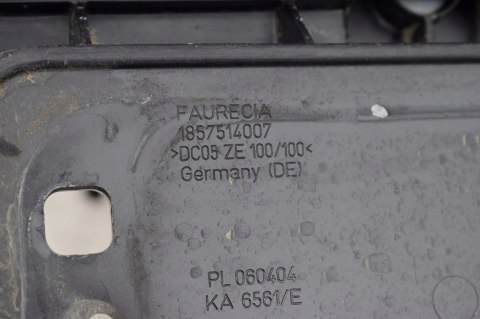 FAURECIA
1857514007
>DC05 ZE 100/100<
Germany (DE)
PL 060404
KA 6561/E